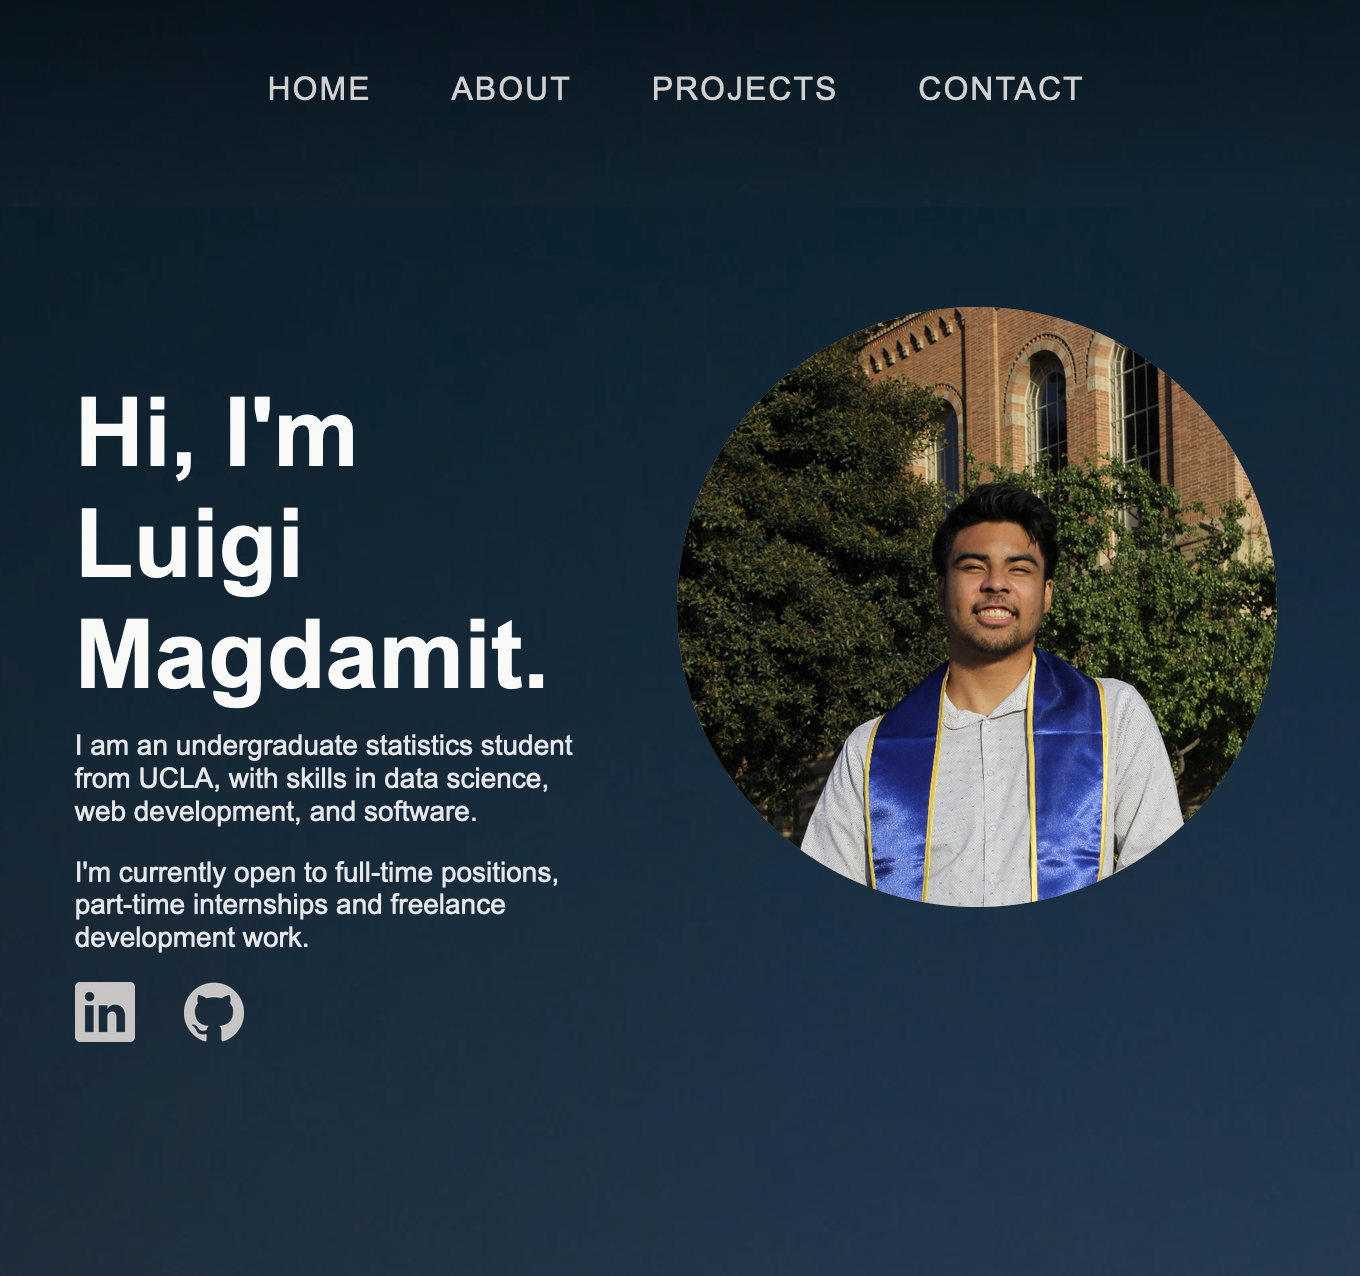 HOME ABOUT PROJECTS CONTACT
Hi, I'm
Luigi
Magdamit.
I am an undergraduate statistics student
from UCLA, with skills in data science,
web development, and software.
I'm currently open to full-time positions,
part-time internships and freelance
development work.
in